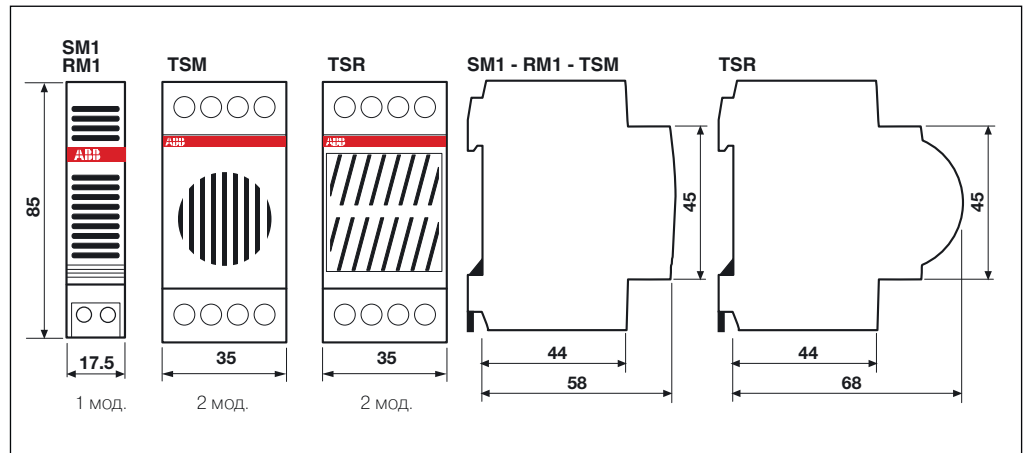 SM1
RM1
TSM
TSR
SM1 - RM1 - TSM
TSR
ABB
ABB
ABB
85
45
45
17.5
35
35
44
58
44
68
1 мод.
2 мод.
2 мод.